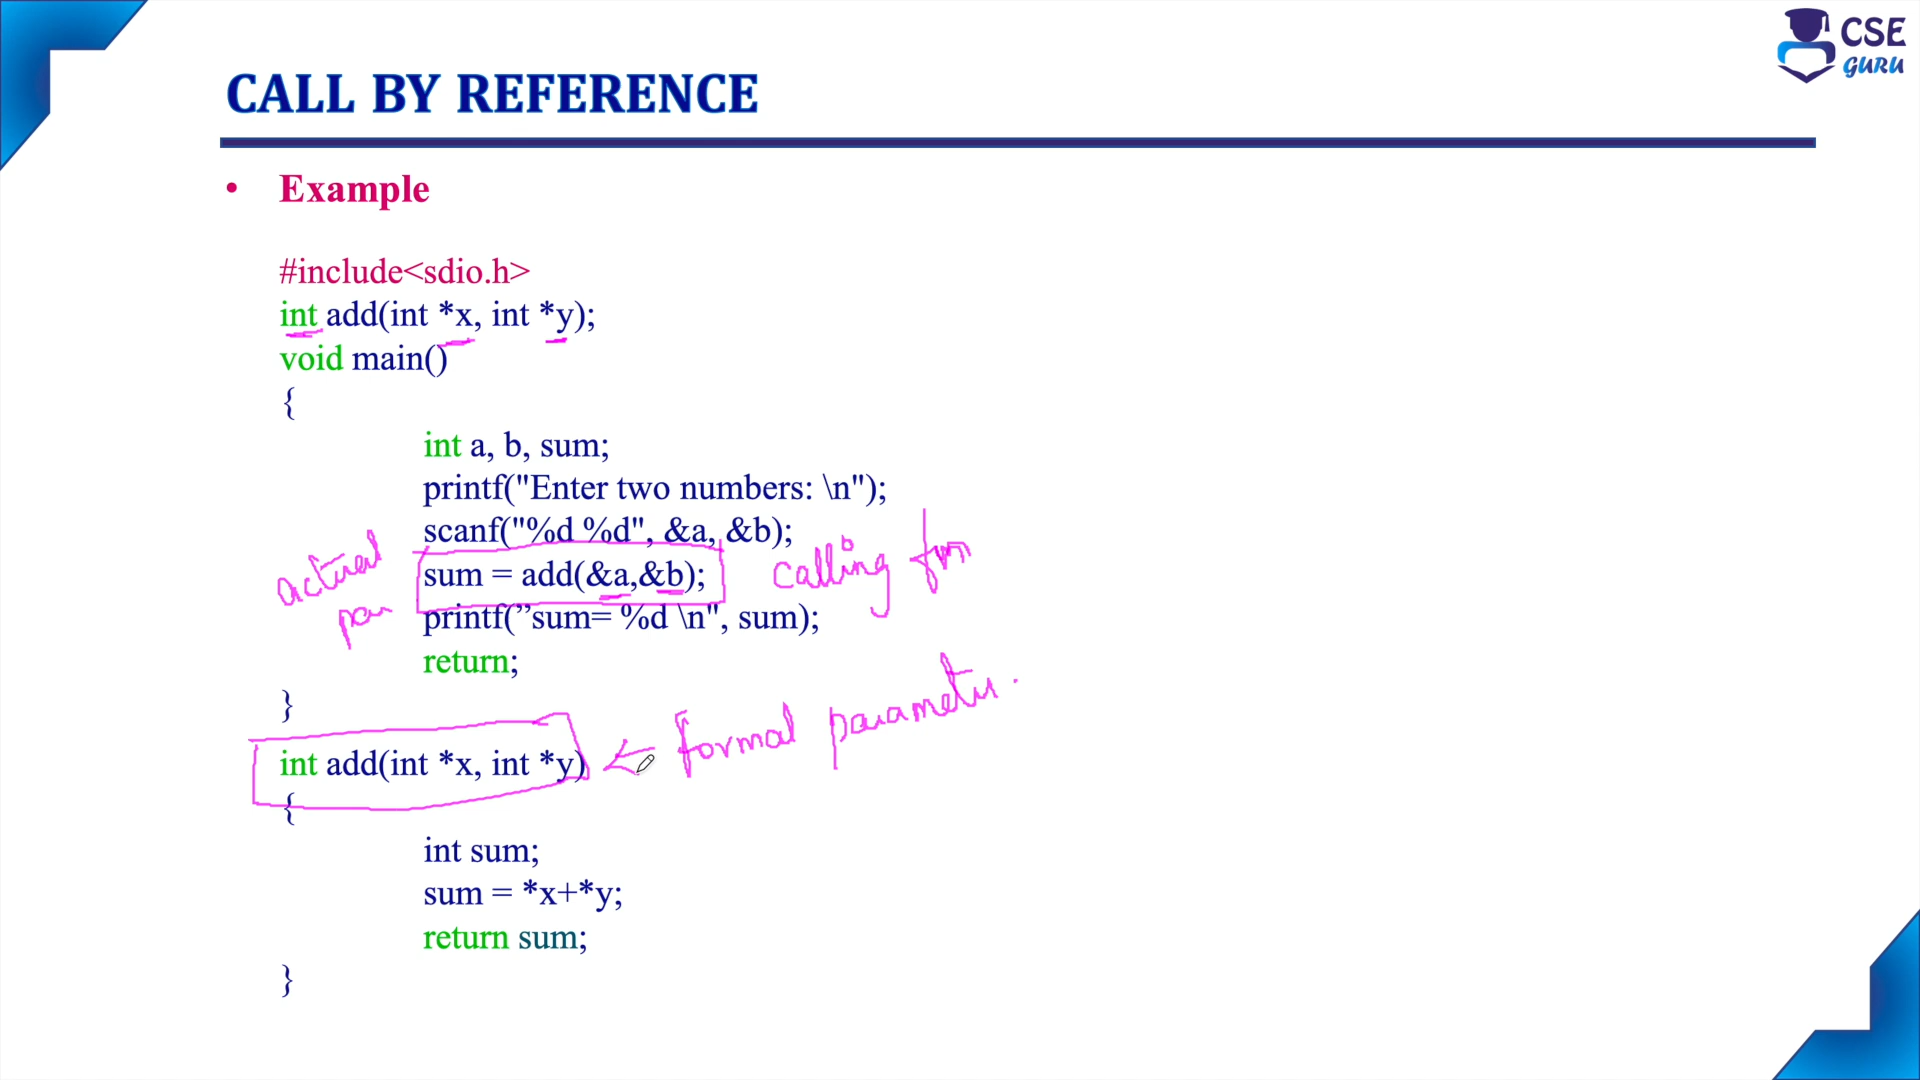 CSE
GURU
CALL BY REFERENCE
• Example
#include<sdio.h>
int add(int *x, int *y);
void main()
{
int a, b, sum;
printf("Enter two numbers: \n");
scanf("%d %d", &a, &b);
actual
par
sum = add(&a,&b);
calling fn
printf(”sum= %d \n", sum);
return;
}
int add(int *x, int *y)
formal parameter.
{
int sum;
sum = *x+*y;
return sum;
}